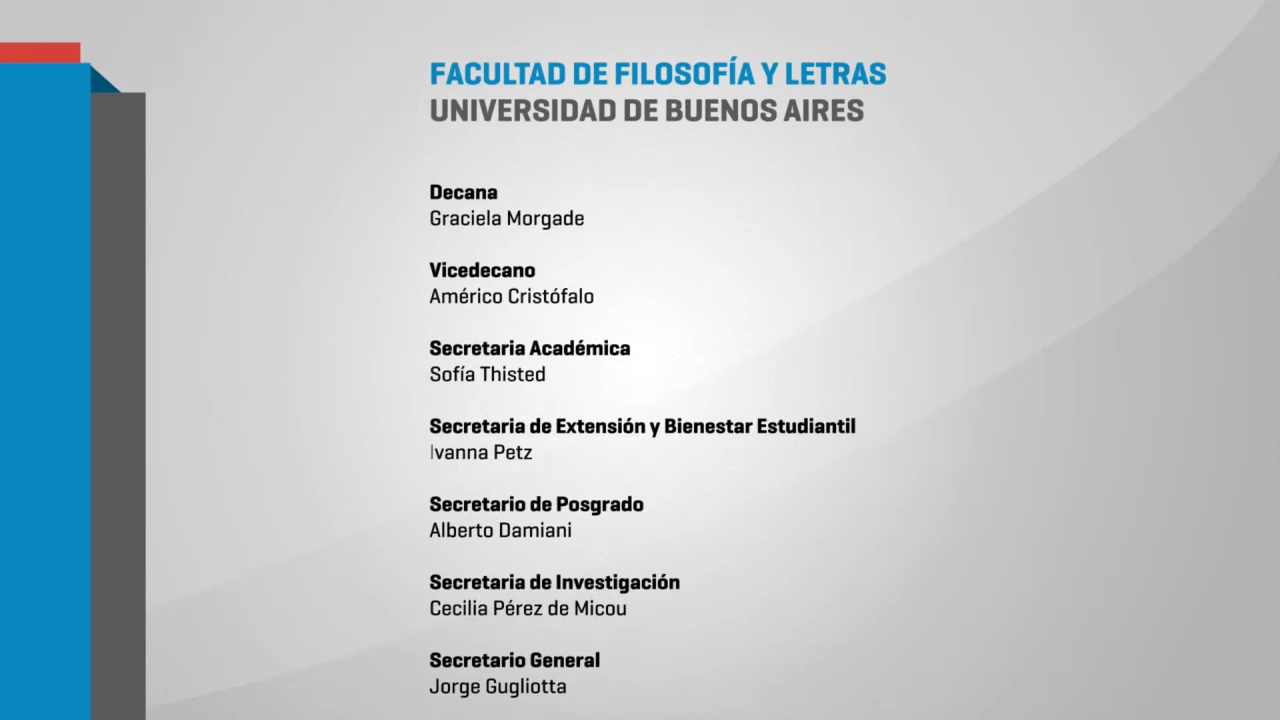 FACULTAD DE FILOSOFÍA Y LETRAS
UNIVERSIDAD DE BUENOS AIRES
Decana
Graciela Morgade
Vicedecano
Américo Cristófalo
Secretaria Académica
Sofía Thisted
Secretaria de Extensión y Bienestar Estudiantil
Ivanna Petz
Secretario de Posgrado
Alberto Damiani
Secretaria de Investigación
Cecilia Pérez de Micou
Secretario General
Jorge Gugliotta